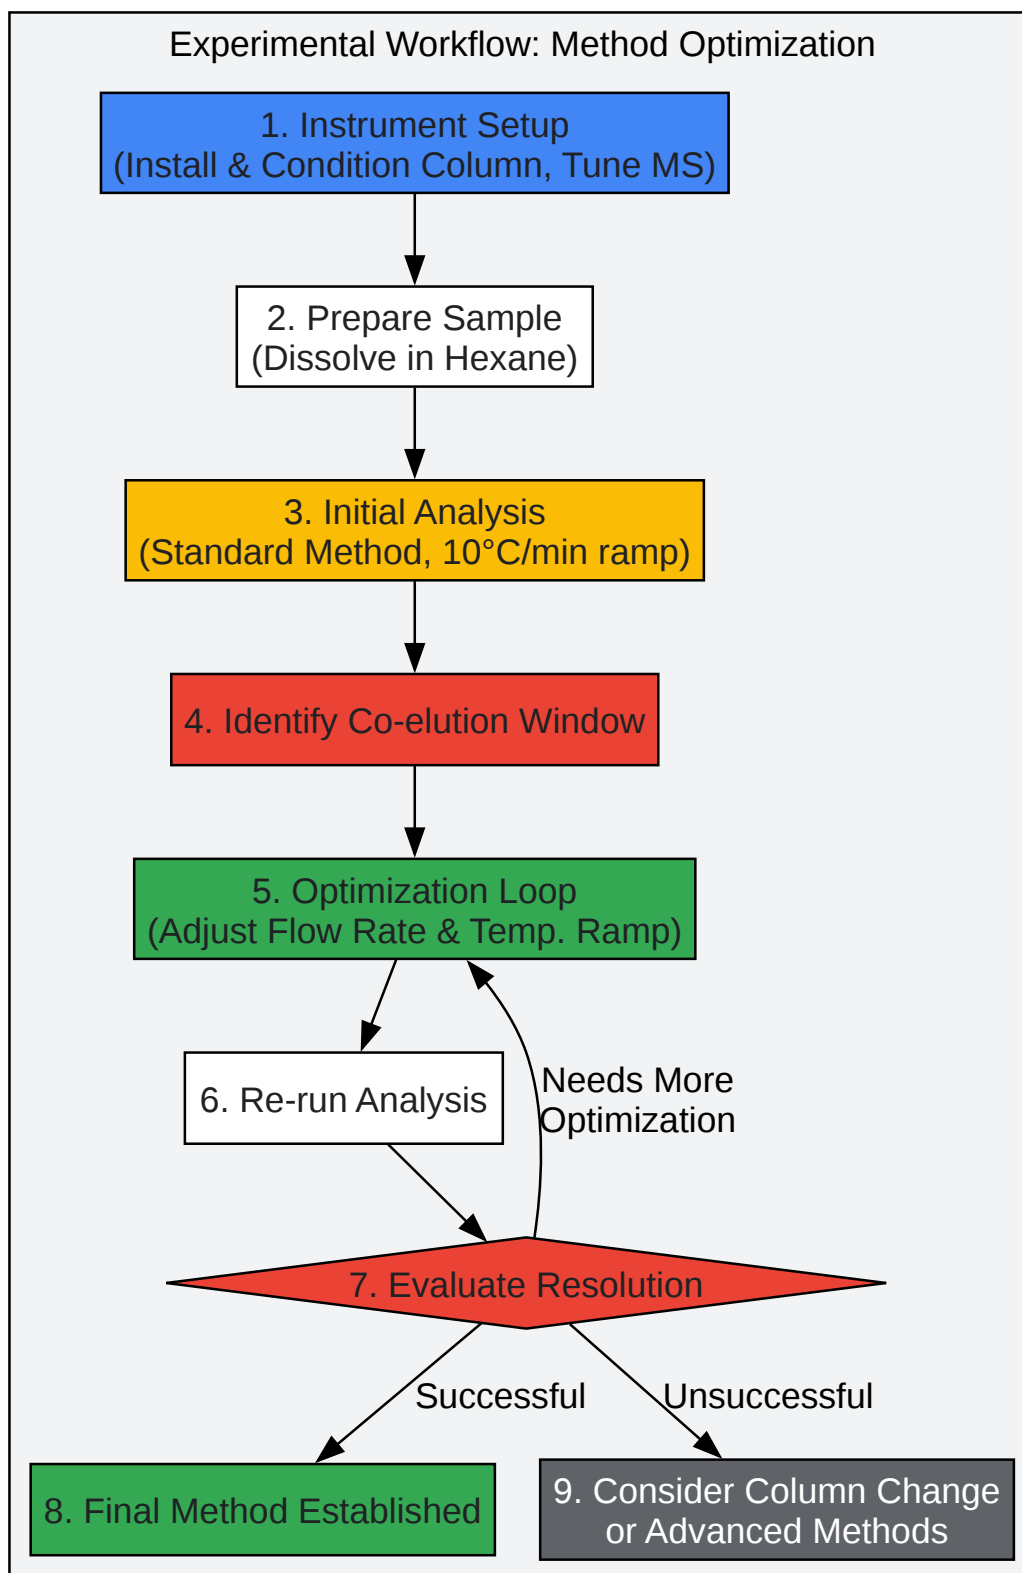 Experimental Workflow: Method Optimization
1. Instrument Setup
(Install & Condition Column, Tune MS)
2. Prepare Sample
(Dissolve in Hexane)
3. Initial Analysis
(Standard Method, 10°C/min ramp)
4. Identify Co-elution Window
5. Optimization Loop
(Adjust Flow Rate & Temp. Ramp)
6. Re-run Analysis
Needs More
Optimization
7. Evaluate Resolution
Successful
Unsuccessful
8. Final Method Established
9. Consider Column Change
or Advanced Methods